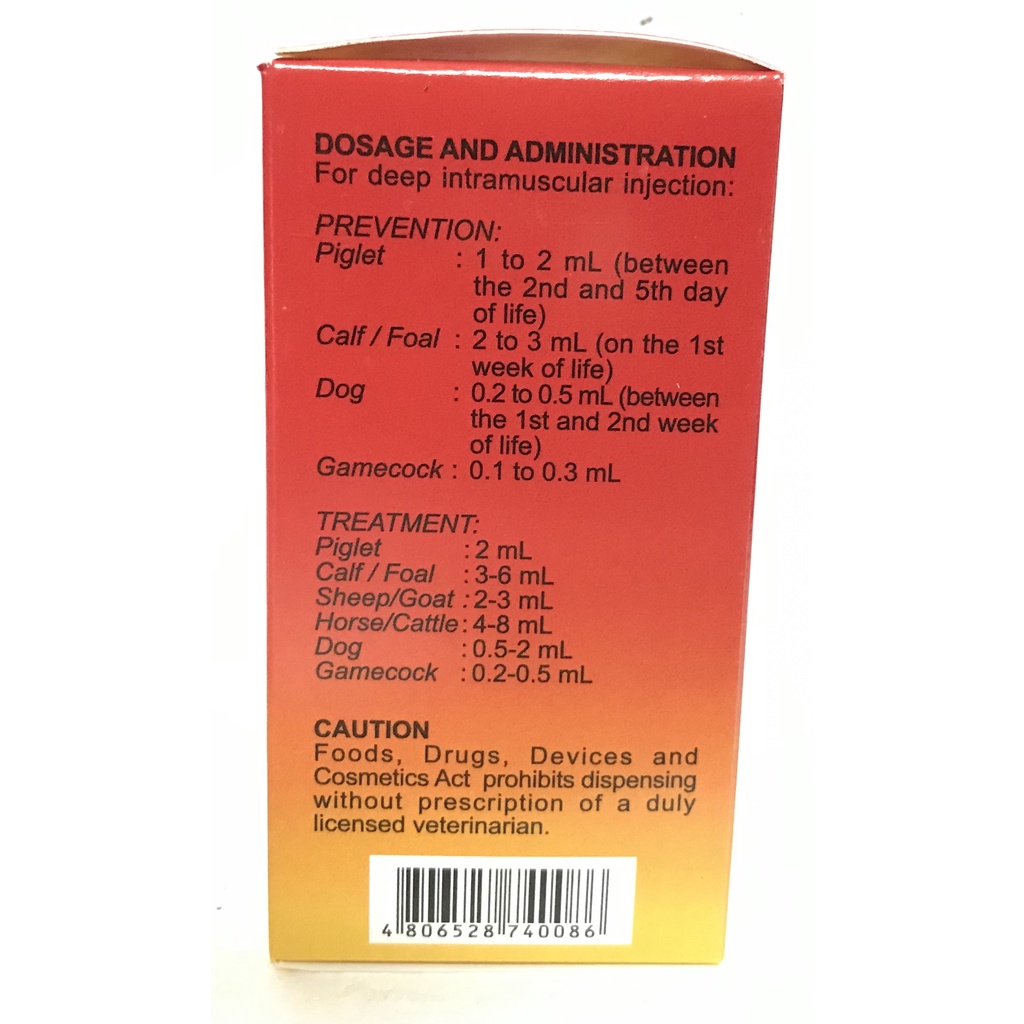 DOSAGE AND ADMINISTRATION
For deep intramuscular injection:
PREVENTION:
Piglet : 1 to 2 mL (between
the 2nd and 5th day
of life)
Calf / Foal : 2 to 3 mL (on the 1st
week of life)
Dog : 0.2 to 0.5 mL (between
the 1st and 2nd week
of life)
Gamecock : 0.1 to 0.3 mL
TREATMENT:
Piglet : 2 mL
Calf / Foal : 3-6 mL
Sheep/Goat : 2-3 mL
Horse/Cattle : 4-8 mL
Dog : 0.5-2 mL
Gamecock : 0.2-0.5 mL
CAUTION
Foods, Drugs, Devices and
Cosmetics Act prohibits dispensing
without prescription of a duly
licensed veterinarian.
4 806528 740086